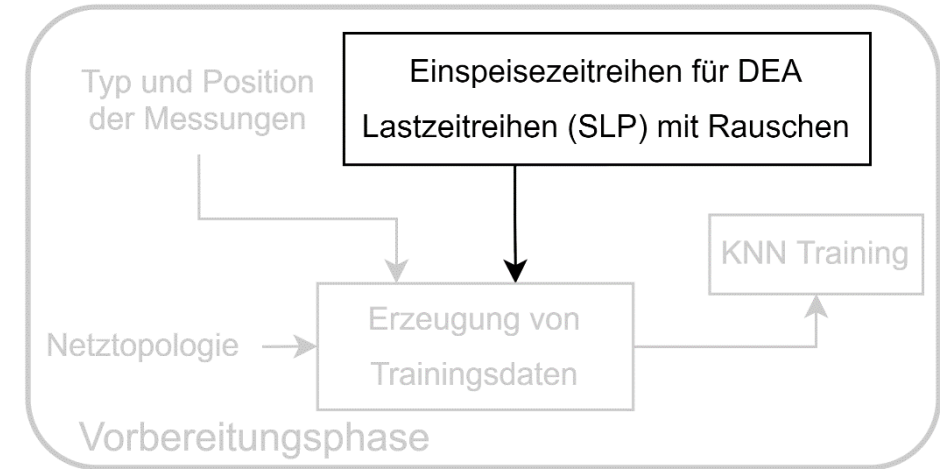 Typ und Position
der Messungen
Einspeisezeitreihen für DEA
Lastzeitreihen (SLP) mit Rauschen
KNN Training
Netztopologie
Erzeugung von
Trainingsdaten
Vorbereitungsphase